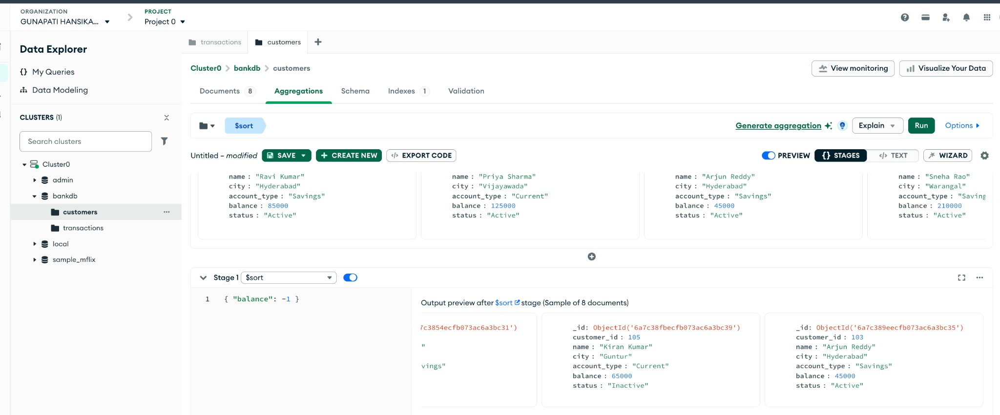 ORGANIZATION
GUNAPATI HANSIKA...
PROJECT
Project 0
Data Explorer
My Queries
Data Modeling
CLUSTERS (1)
Search clusters
Cluster0
admin
bankdb
customers
transactions
local
sample_mflix
transactions
customers
Cluster0 > bankdb > customers
View monitoring
Visualize Your Data
Documents 8
Aggregations
Schema
Indexes 1
Validation
$sort
Generate aggregation
Explain
Run
Options
Untitled – modified
SAVE
+ CREATE NEW
</> EXPORT CODE
PREVIEW
{} STAGES
</> TEXT
WIZARD
name : "Ravi Kumar"
city : "Hyderabad"
account_type : "Savings"
balance : 85000
status : "Active"
name : "Priya Sharma"
city : "Vijayawada"
account_type : "Current"
balance : 125000
status : "Active"
name : "Arjun Reddy"
city : "Hyderabad"
account_type : "Savings"
balance : 45000
status : "Active"
name : "Sneha Rao"
city : "Warangal"
account_type : "Saving
balance : 210000
status : "Active"
Stage 1 $sort
1 { "balance": -1 }
Output preview after $sort stage (Sample of 8 documents)
7c3854ecfb073ac6a3bc31')
"
vings"
_id: ObjectId('6a7c38fbecfb073ac6a3bc39')
customer_id : 105
name : "Kiran Kumar"
city : "Guntur"
account_type : "Current"
balance : 65000
status : "Inactive"
_id: ObjectId('6a7c389eecfb073ac6a3bc35')
customer_id : 103
name : "Arjun Reddy"
city : "Hyderabad"
account_type : "Savings"
balance : 45000
status : "Active"